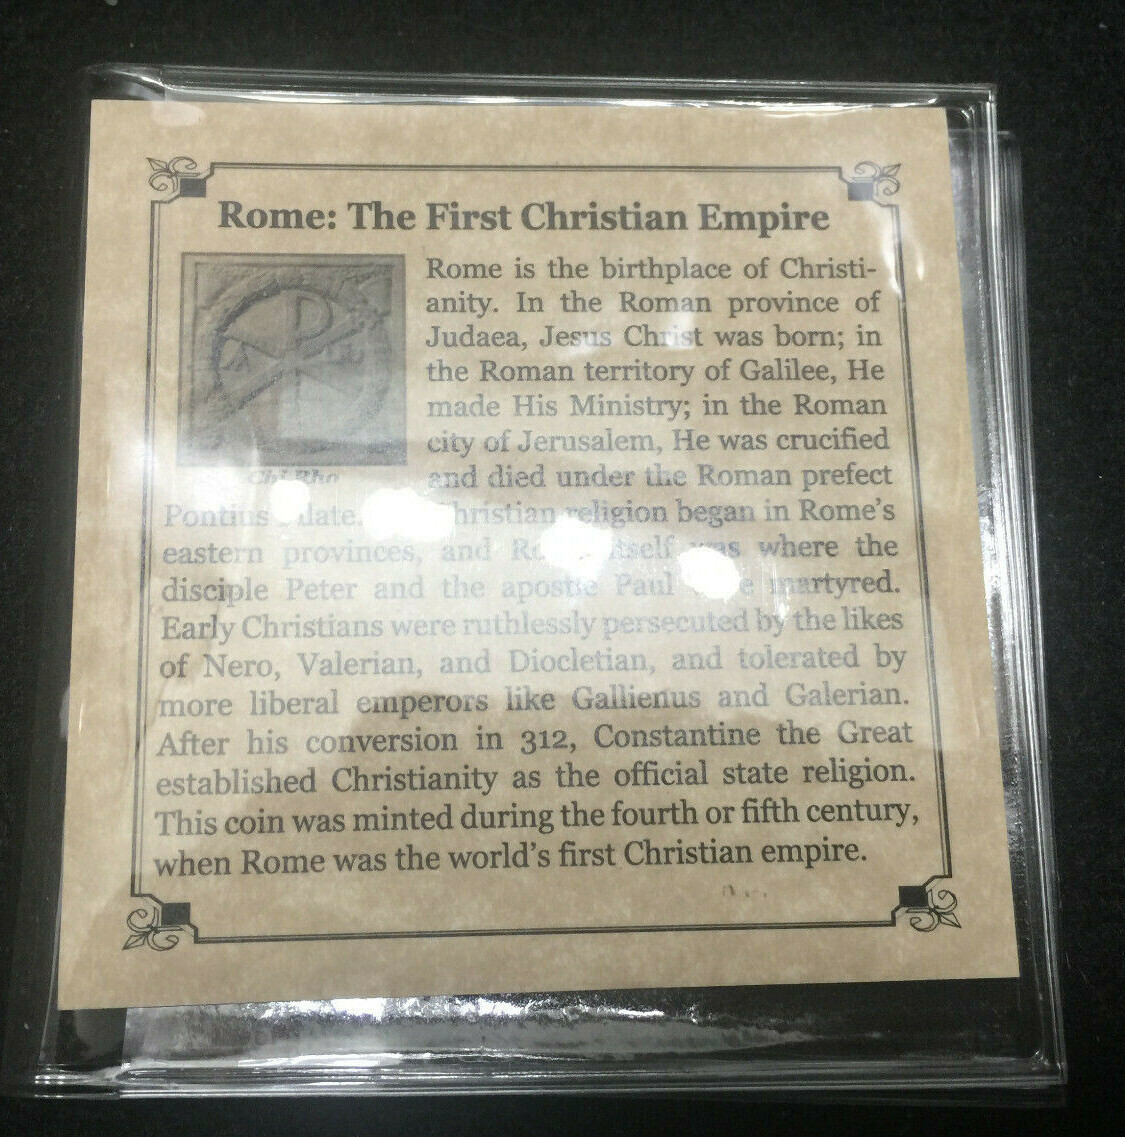 Rome: The First Christian Empire
Rome is the birthplace of Christi-
anity. In the Roman province of
Judaea, Jesus Christ was born; in
the Roman territory of Galilee, He
made His Ministry; in the Roman
city of Jerusalem, He was crucified
and died under the Roman prefect
Chi Rho
Pontius religion began in Rome's
eastern provinces, and itself was where the
disciple Peter and the apostle Paul martyred.
Early Christians were ruthlessly persecuted by the likes
of Nero, Valerian, and Diocletian, and tolerated by
more liberal emperors like Gallienus and Galerian.
After his conversion in 312, Constantine the Great
established Christianity as the official state religion.
This coin was minted during the fourth or fifth century,
when Rome was the world's first Christian empire.